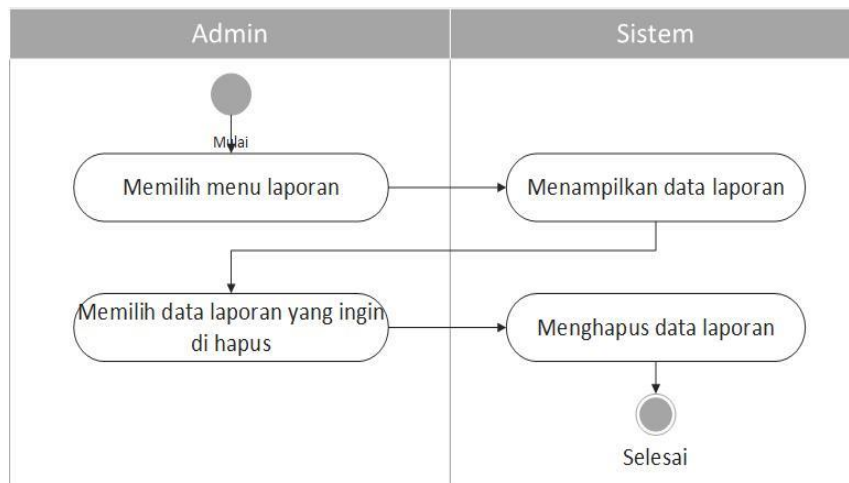 Admin
Sistem
Mulai
Memilih menu laporan
Menampilkan data laporan
Memilih data laporan yang ingin
di hapus
Menghapus data laporan
Selesai